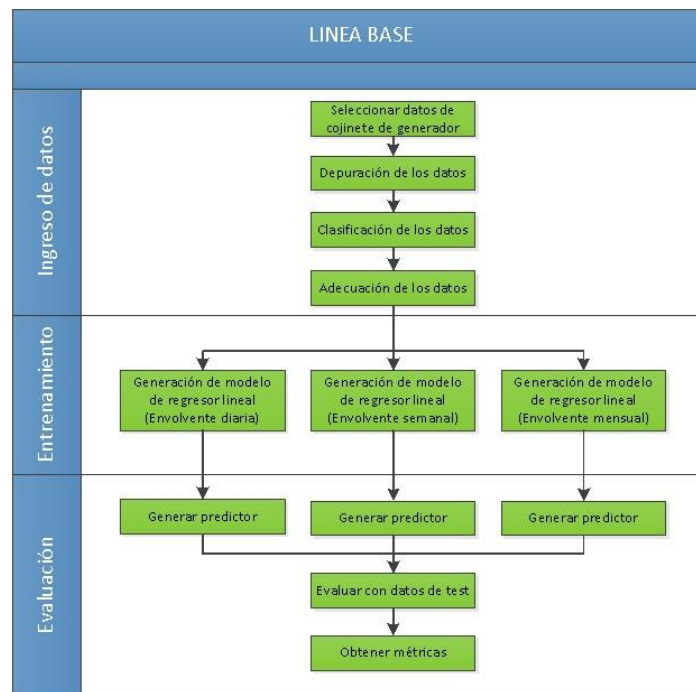 LINEA BASE
Ingreso de datos
Seleccionar datos de
cojinete de generador
Depuración de los datos
Clasificación de los datos
Adecuación de los datos
Entrenamiento
Generación de modelo
de regresor lineal
(Envolvente diaria)
Generación de modelo
de regresor lineal
(Envolvente semanal)
Generación de modelo
de regresor lineal
(Envolvente mensual)
Evaluación
Generar predictor
Generar predictor
Generar predictor
Evaluar con datos de test
Obtener métricas